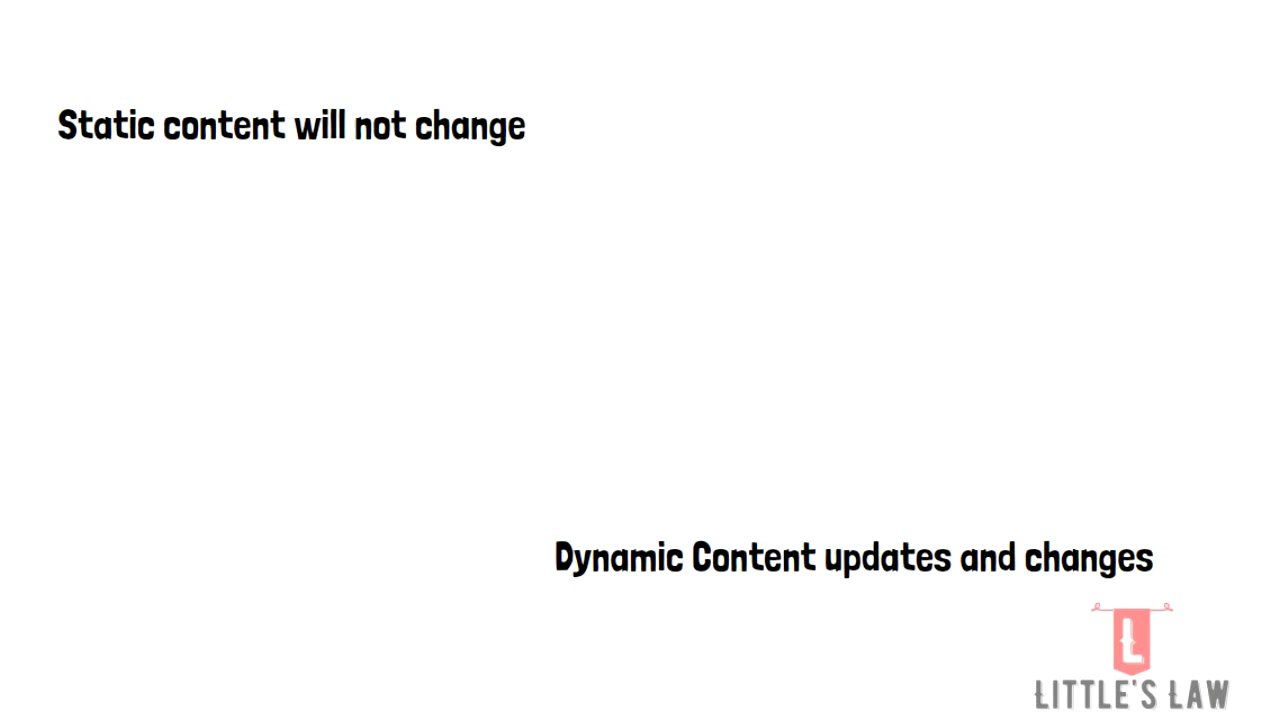 Static content will not change
Dynamic Content updates and changes
L
LITTLE'S LAW